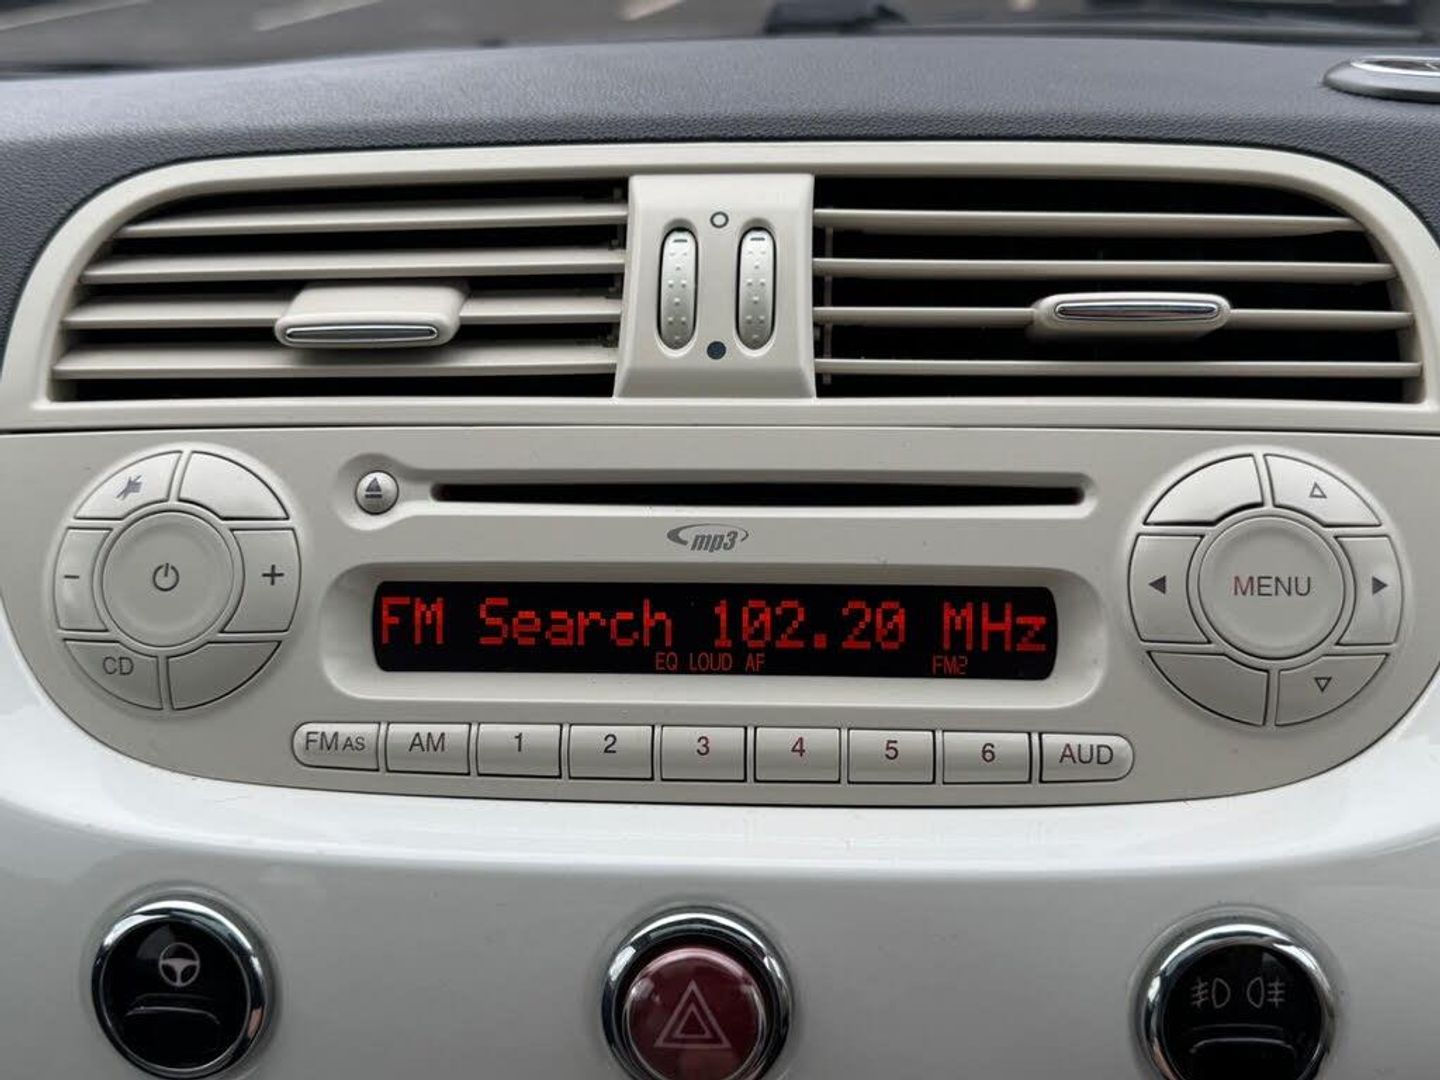 mp3
FM Search 102.20 MHz
EQ LOUD AF FM2
- +
CD
MENU
FM AS AM 1 2 3 4 5 6 AUD